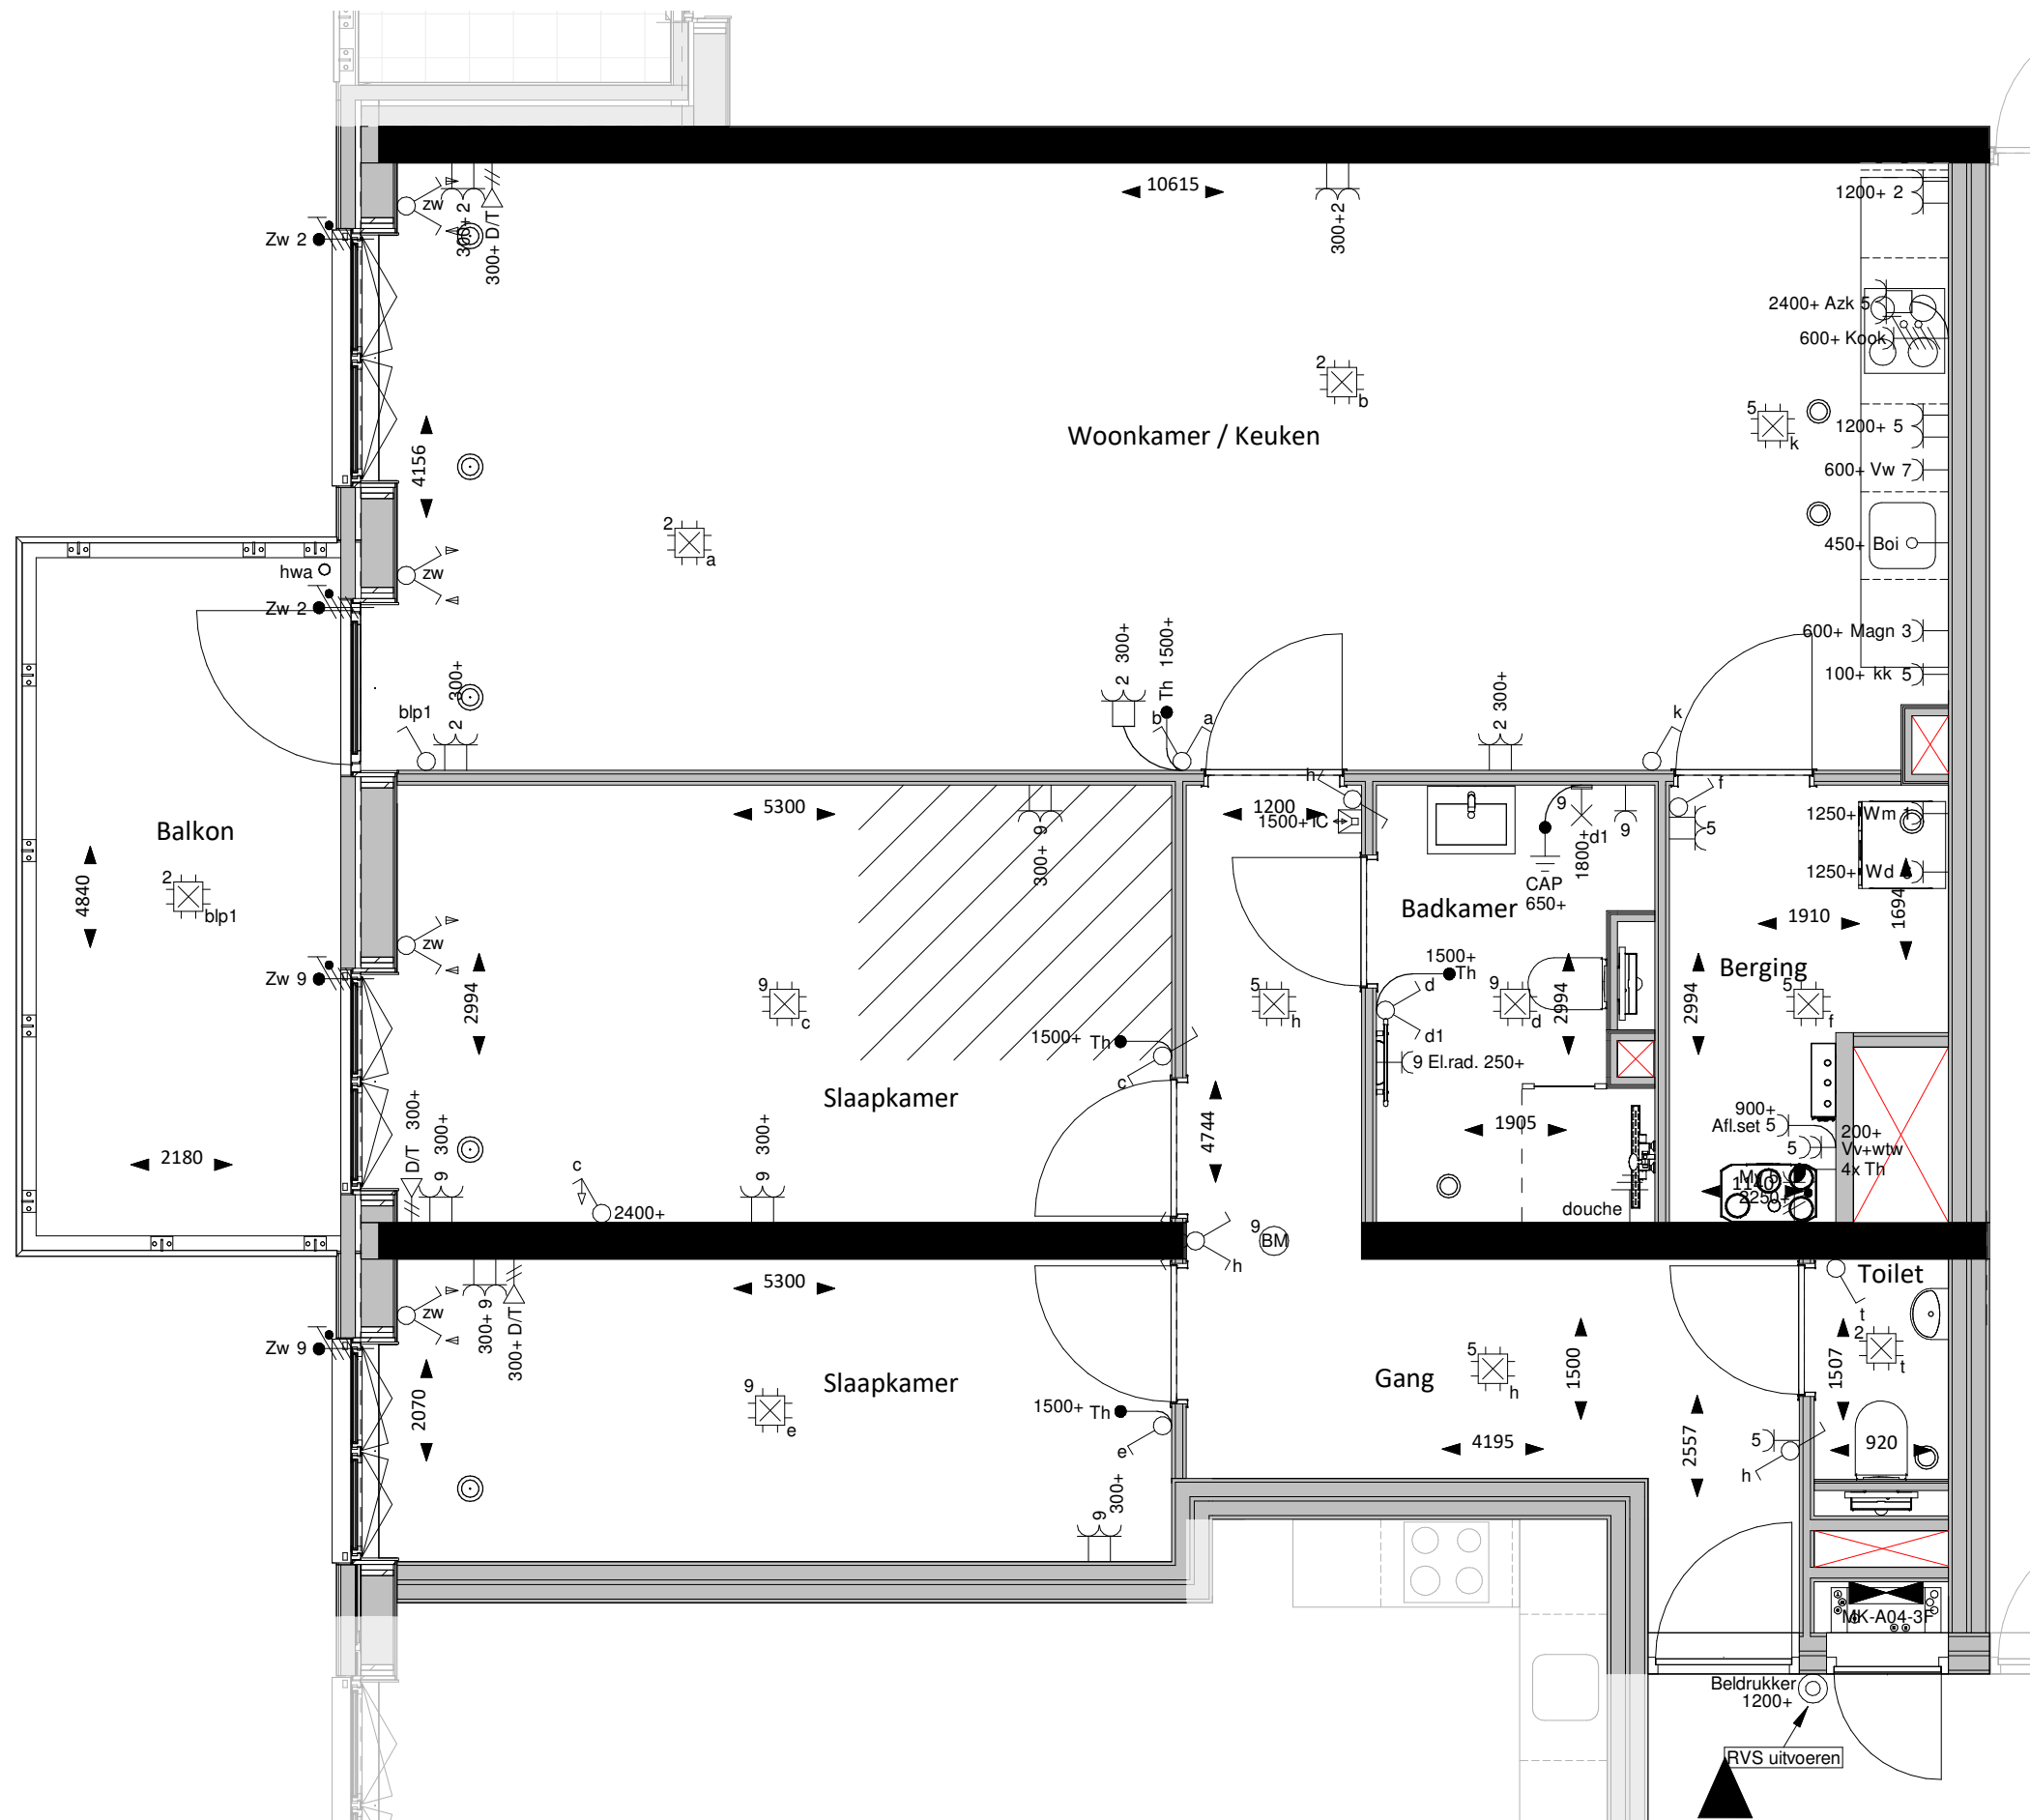 10615
1200+ 2
zw
300+ 2
300+ D/T
300+2
Zw 2
2400+ Azk 5
600+ Kook
2
b
5
k
Woonkamer / Keuken
1200+ 5
4156
600+ Vw 7
2
a
450+ Boi
hwa
zw
Zw 2
600+ Magn 3
100+ kk 5
2 300+
Th 1500+
2 300+
blp1
b
a
2 300+
k
h
f
5300
1200
1500+ IC
9
1800+
d1
9
5
1250+ Wm 1
Balkon
300+ 9
CAP
650+
1250+ Wd
4840
2
blp1
Badkamer
1910
1694
zw
Zw 9
2994
9
c
5
h
1500+
Th
d
9
d
2994
2994
Berging
5
f
1500+ Th
c
d1
9 El.rad. 250+
Slaapkamer
D/T 300+
9 300+
9 300+
4744
1905
900+
Afl.set 5
200+
5
Vv+wtw
4x Th
2180
c
2400+
1140
2250+
douche
9
BM
h
5300
Toilet
zw
300+ 9
300+ D/T
Zw 9
t
2
t
2070
Slaapkamer
9
e
1500+ Th
e
Gang
5
h
1500
1507
4195
2557
5
h
920
9 300+
MK-A04-3F
Beldrukker
1200+
RVS uitvoeren